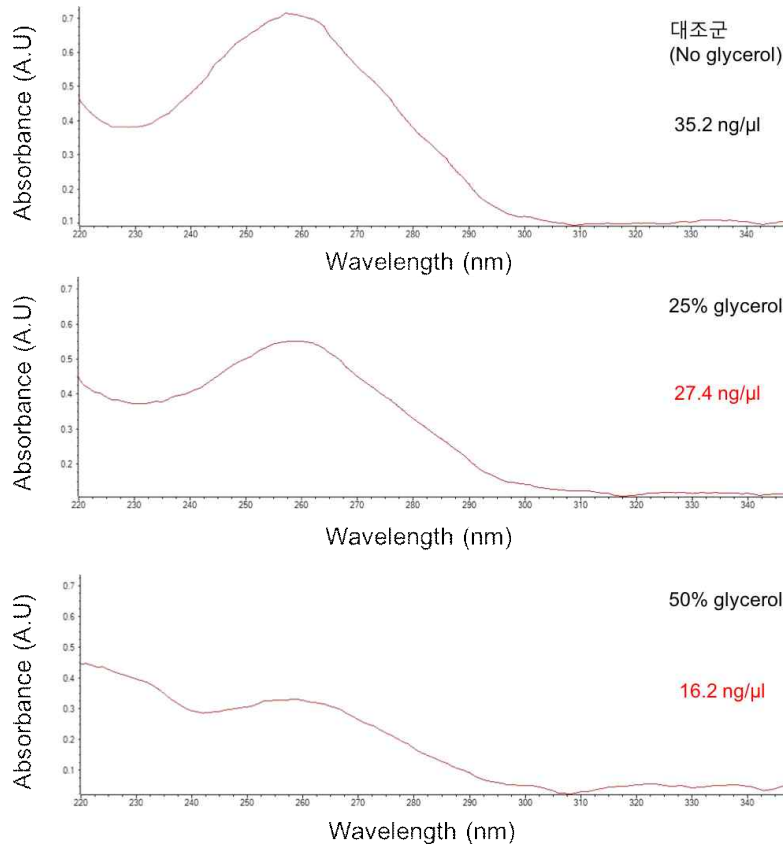 Absorbance (A.U)
0.7
0.6
0.5
0.4
0.3
0.2
0.1
220 230 240 250 260 270 280 290 300 310 320 330 340
Wavelength (nm)
대조군
(No glycerol)
35.2 ng/µl
Absorbance (A.U)
0.7
0.6
0.5
0.4
0.3
0.2
220 230 240 250 260 270 280 290 300 310 320 330 340
Wavelength (nm)
25% glycerol
27.4 ng/µl
Absorbance (A.U)
0.7
0.6
0.5
0.4
0.3
0.2
0.1
220 230 240 250 260 270 280 290 300 310 320 330 340
Wavelength (nm)
50% glycerol
16.2 ng/µl